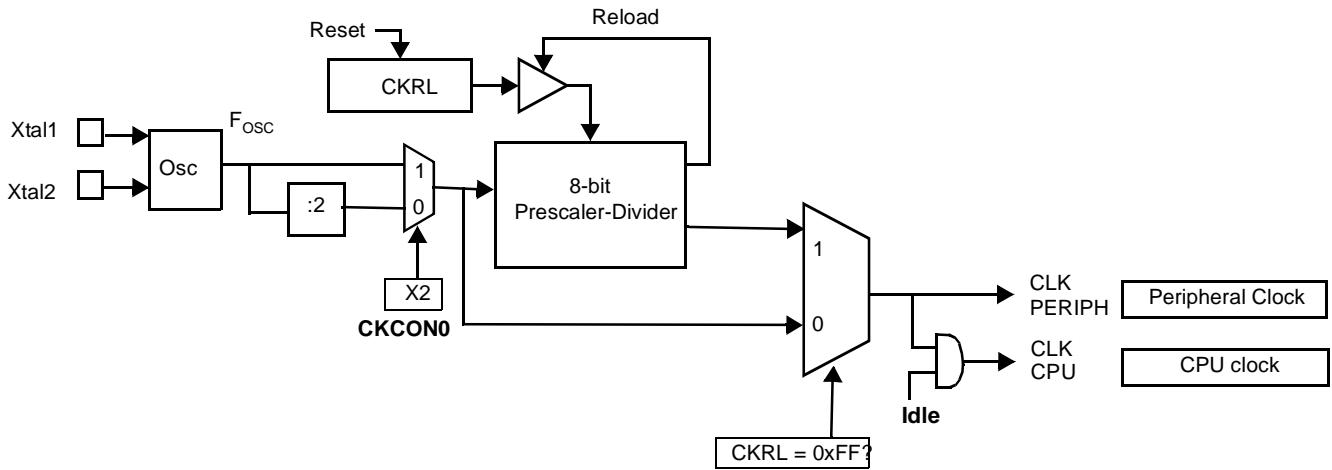 Reload
Reset
CKRL
Xtal1
FOSC
Osc
Xtal2
:2
1
0
8-bit
Prescaler-Divider
X2
CKCON0
1
0
CLK
PERIPH
Peripheral Clock
CLK
CPU
CPU clock
Idle
CKRL = 0xFF?